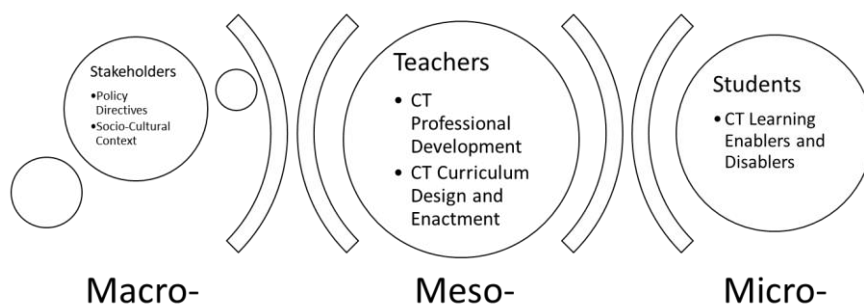 Stakeholders
•Policy
Directives
•Socio-Cultural
Context
Teachers
• CT
Professional
Development
• CT Curriculum
Design and
Enactment
Students
• CT Learning
Enablers and
Disablers
Macro-
Meso-
Micro-